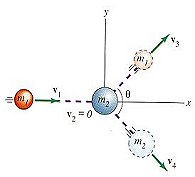 y
m₁
v₃
m₁
v₁
m₂
θ
x
v₂ = 0
m₂
v₄